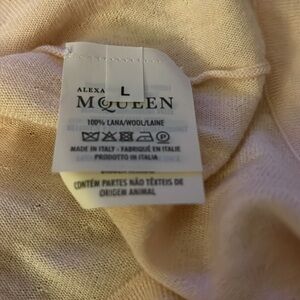 L
ALEXA
MCQUEEN
100% LANA/WOOL/LAINE
MADE IN ITALY - FABRIQUÉ EN ITALIE
PRODOTTO IN ITALIA
CONTÉM PARTES NÃO TÊXTEIS DE
ORIGEM ANIMAL